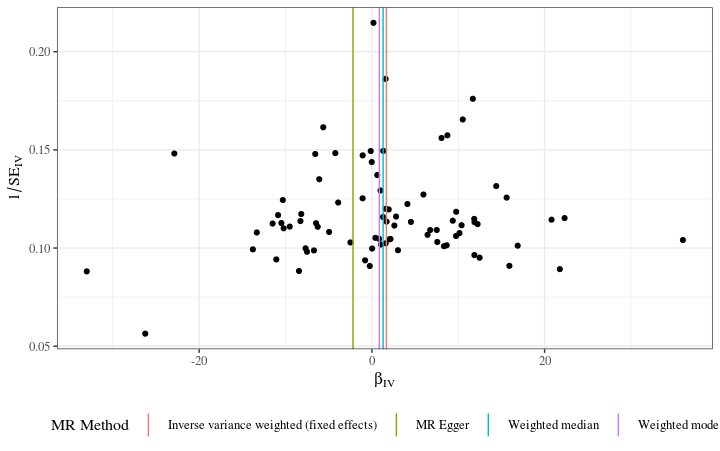 0.20
0.15
0.10
0.05
1/SE_IV
-20
0
20
β_IV
MR Method
Inverse variance weighted (fixed effects)
MR Egger
Weighted median
Weighted mode